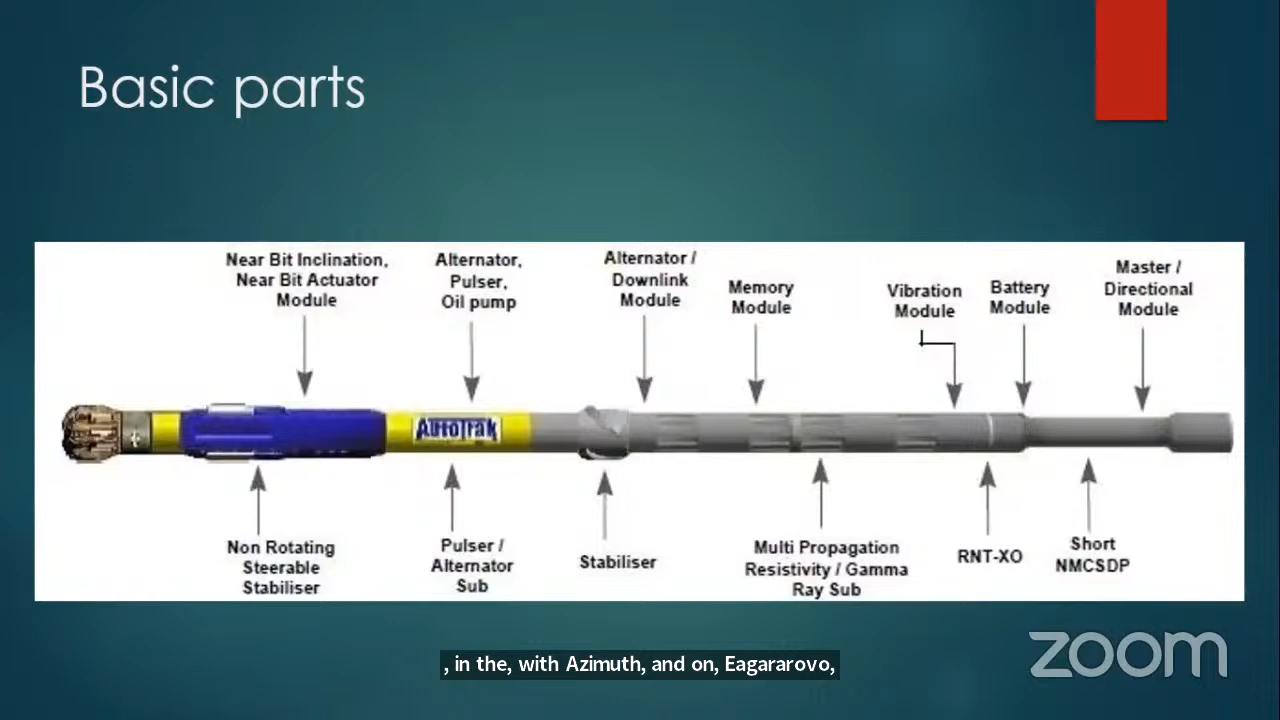 Basic parts
Near Bit Inclination,
Near Bit Actuator
Module
Alternator,
Pulser,
Oil pump
Alternator /
Downlink
Module
Memory
Module
Vibration
Module
Battery
Module
Master /
Directional
Module
AutoTrak
Non Rotating
Steerable
Stabiliser
Pulser /
Alternator
Sub
Stabiliser
Multi Propagation
Resistivity / Gamma
Ray Sub
RNT-XO
Short
NMCSDP
, in the, with Azimuth, and on, Eagararovo,
zoom